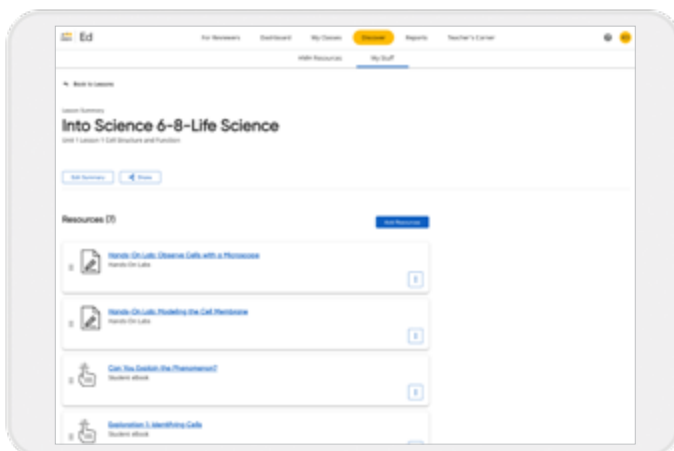 Ed
For Reviewers Dashboard My Classes Discover Reports Teacher's Corner
HMH Resources My Stuff
Back to Lessons
Lesson Summary
Into Science 6-8-Life Science
Unit 1 Lesson 1 Cell Structure and Function
Edit Summary Share
Resources (7)
Add Resources
Hands-On Lab: Observe Cells with a Microscope
Hands-On Labs
Hands-On Lab: Modeling the Cell Membrane
Hands-On Labs
Can You Explain the Phenomenon?
Student eBook
Exploration 1: Identifying Cells
Student eBook